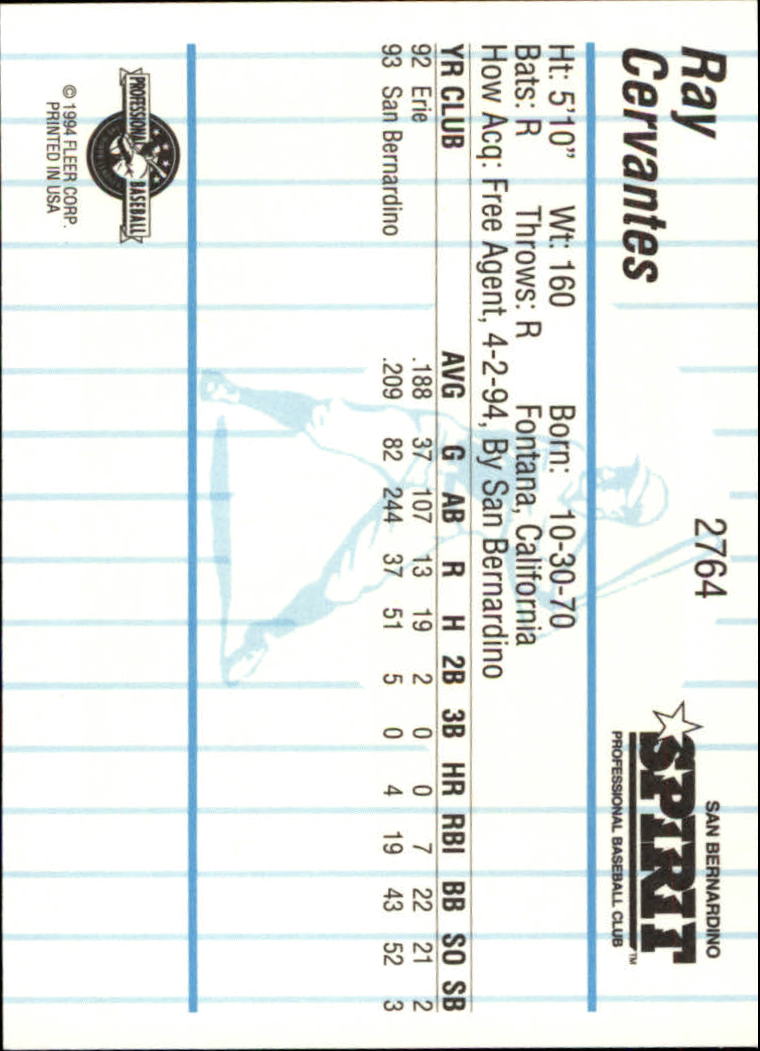 Ray
Cervantes
2764
SAN BERNARDINO
SPIRIT™
PROFESSIONAL BASEBALL CLUB
Ht: 5'10" Wt: 160 Born: 10-30-70
Bats: R Throws: R Fontana, California
How Acq: Free Agent, 4-2-94, By San Bernardino
YR CLUB AVG G AB R H 2B 3B HR RBI BB SO SB
92 Erie .188 37 107 13 19 2 0 0 7 22 21 2
93 San Bernardino .209 82 244 37 51 5 0 4 19 43 52 3
PROFESSIONAL BASEBALL
© 1994 FLEER CORP.
PRINTED IN USA